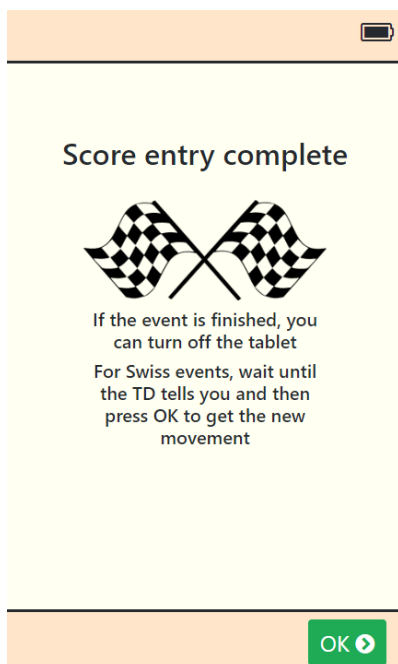 Score entry complete
If the event is finished, you
can turn off the tablet
For Swiss events, wait until
the TD tells you and then
press OK to get the new
movement
OK